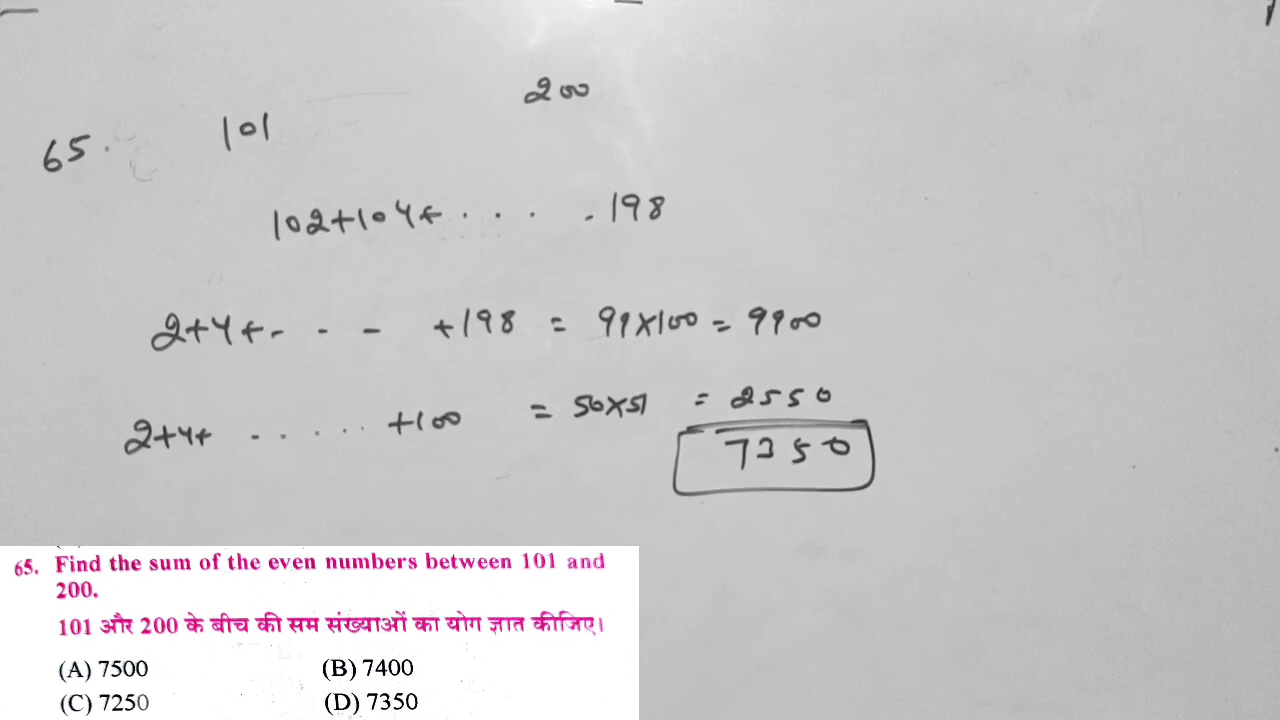 200
65. 101
102+104+ . . . . 198
2+4+- - - +198 = 99×100 = 9900
2+4+ . . . . . +100 = 50×51 = 2550
7350
65. Find the sum of the even numbers between 101 and
200.
101 और 200 के बीच की सम संख्याओं का योग ज्ञात कीजिए।
(A) 7500 (B) 7400
(C) 7250 (D) 7350